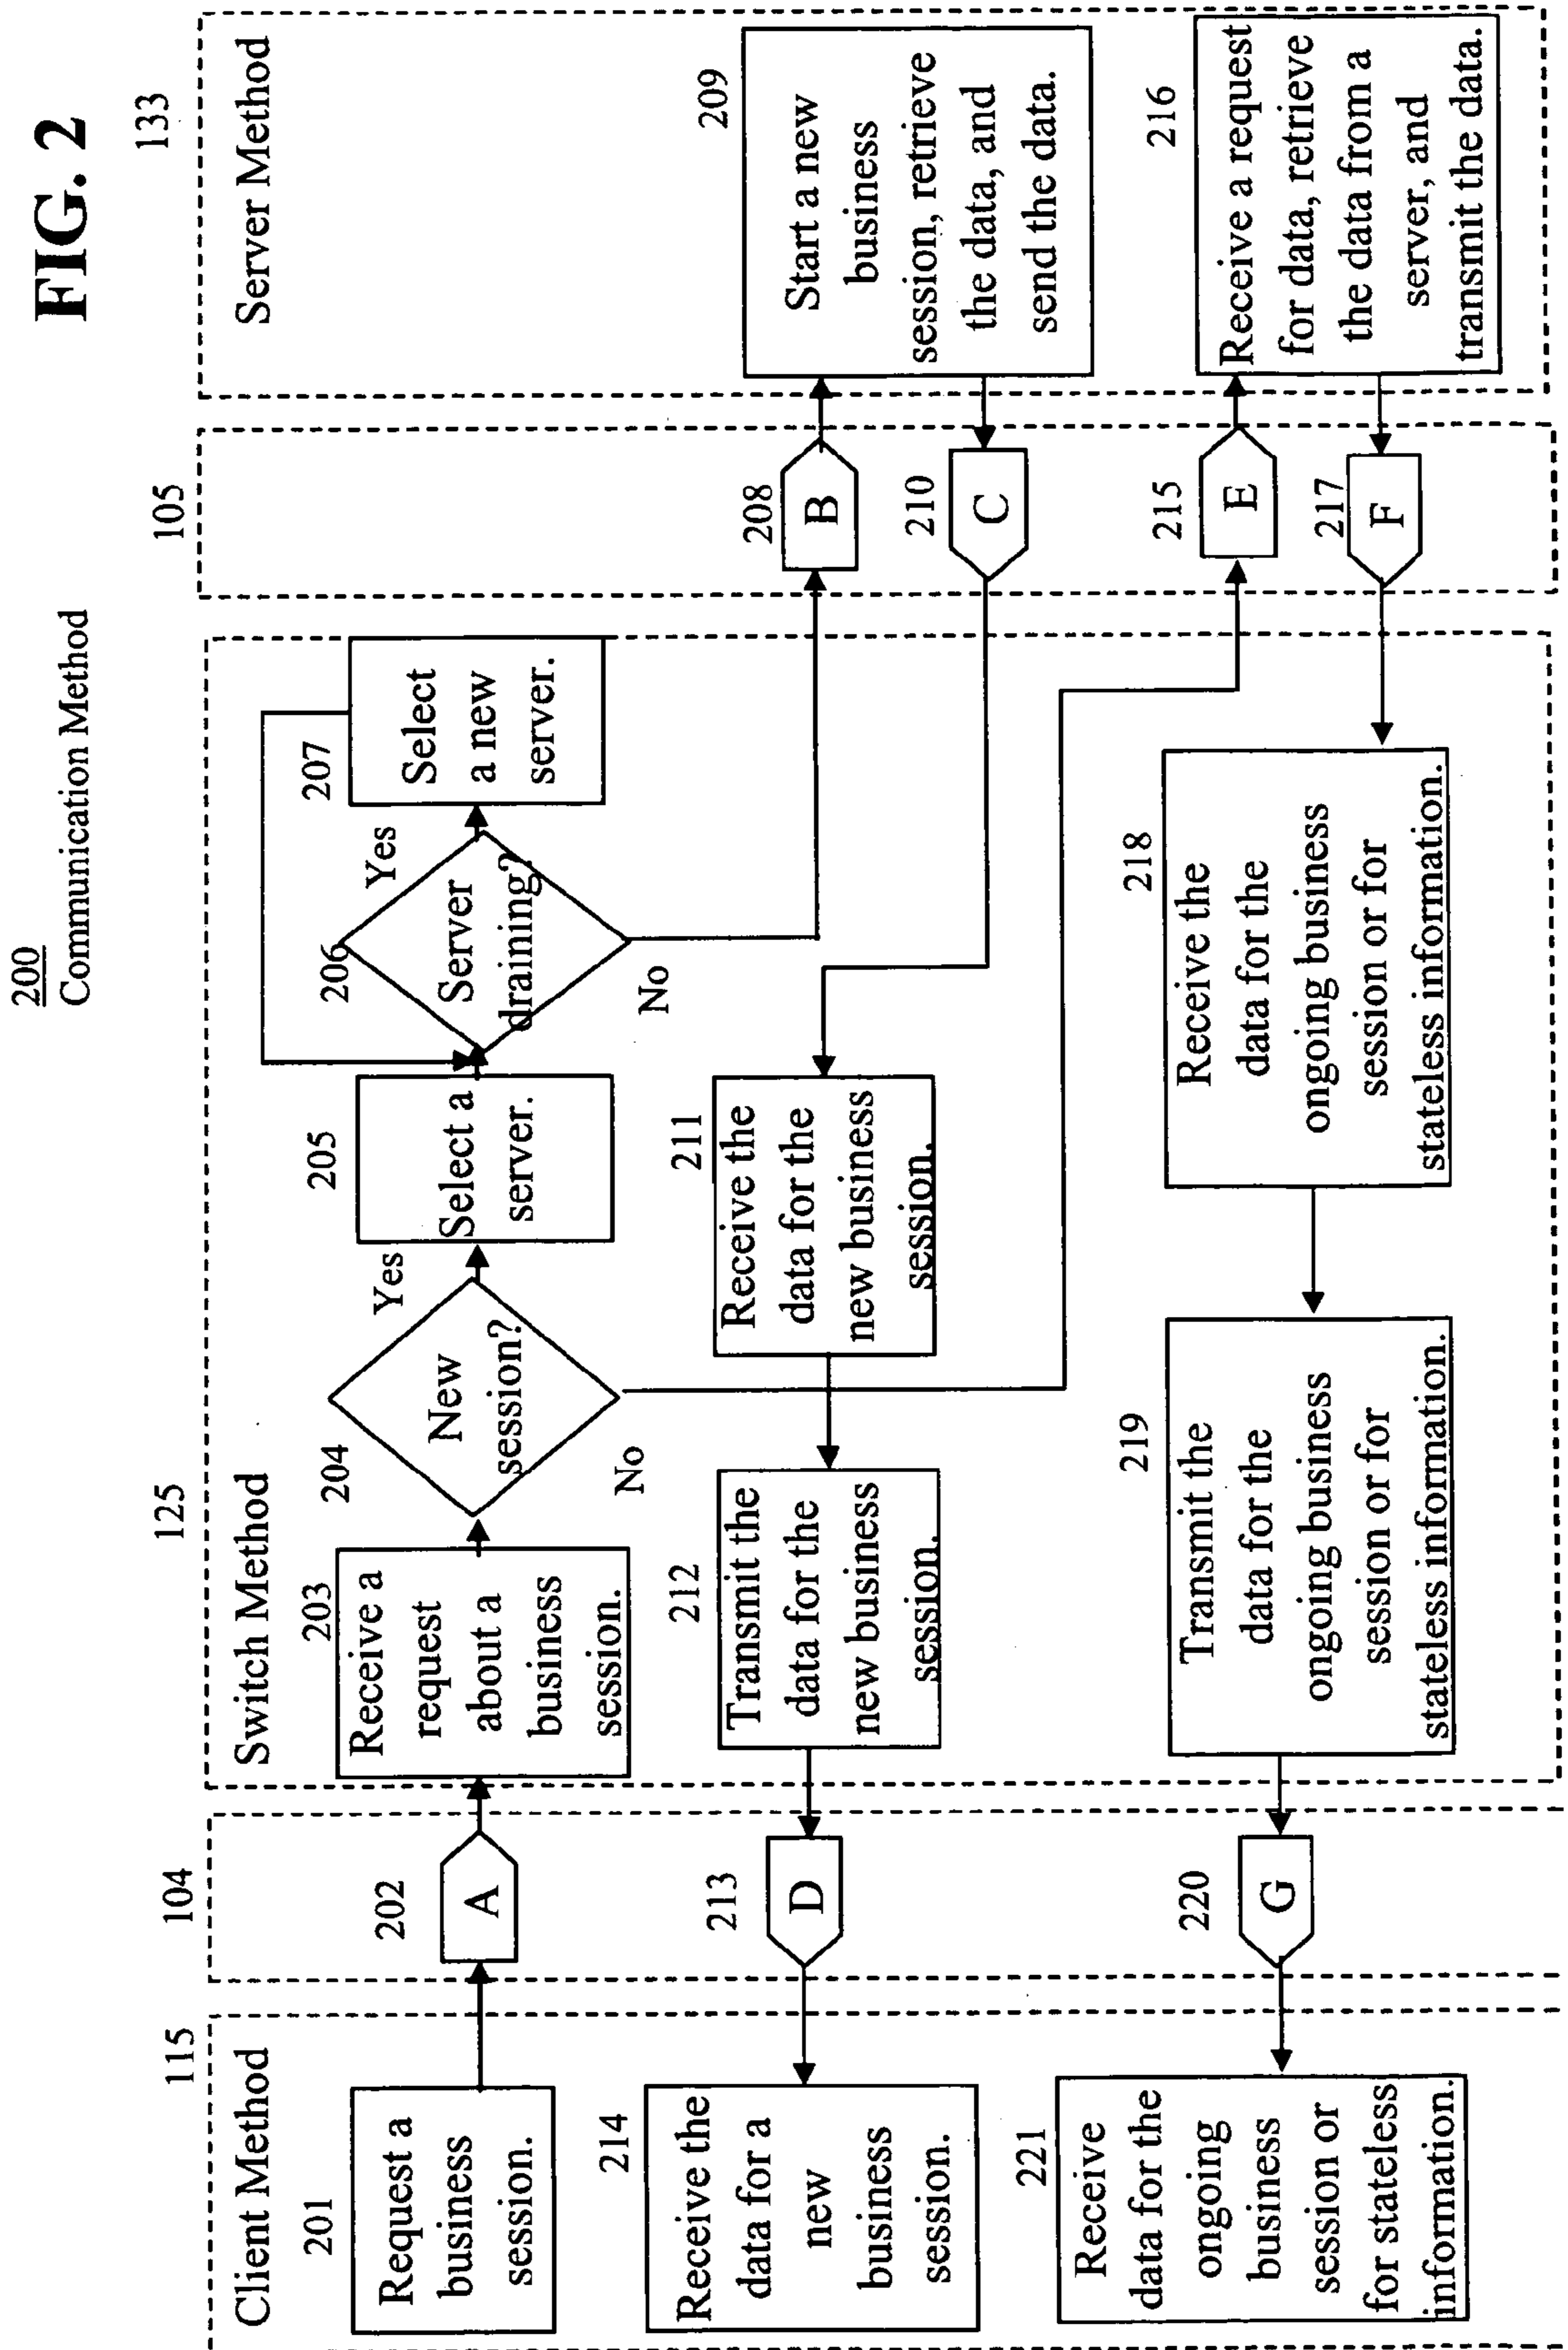 FIG. 2
200
Communication Method
115
Client Method
201
Request a
business
session.
214
Receive the
data for a
new
business
session.
221
Receive
data for the
ongoing
business
session or
for stateless
information.
104
202
A
213
D
220
G
125
Switch Method
203
Receive a
request
about a
business
session.
204
New
session?
Yes
No
205
Select a
server.
206
Server
draining?
Yes
No
207
Select
a new
server.
212
Transmit the
data for the
new business
session.
211
Receive the
data for the
new business
session.
219
Transmit the
data for the
ongoing business
session or for
stateless information.
218
Receive the
data for the
ongoing business
session or for
stateless information.
105
208
B
210
C
215
E
217
F
133
Server Method
209
Start a new
business
session, retrieve
the data, and
send the data.
216
Receive a request
for data, retrieve
the data from a
server, and
transmit the data.